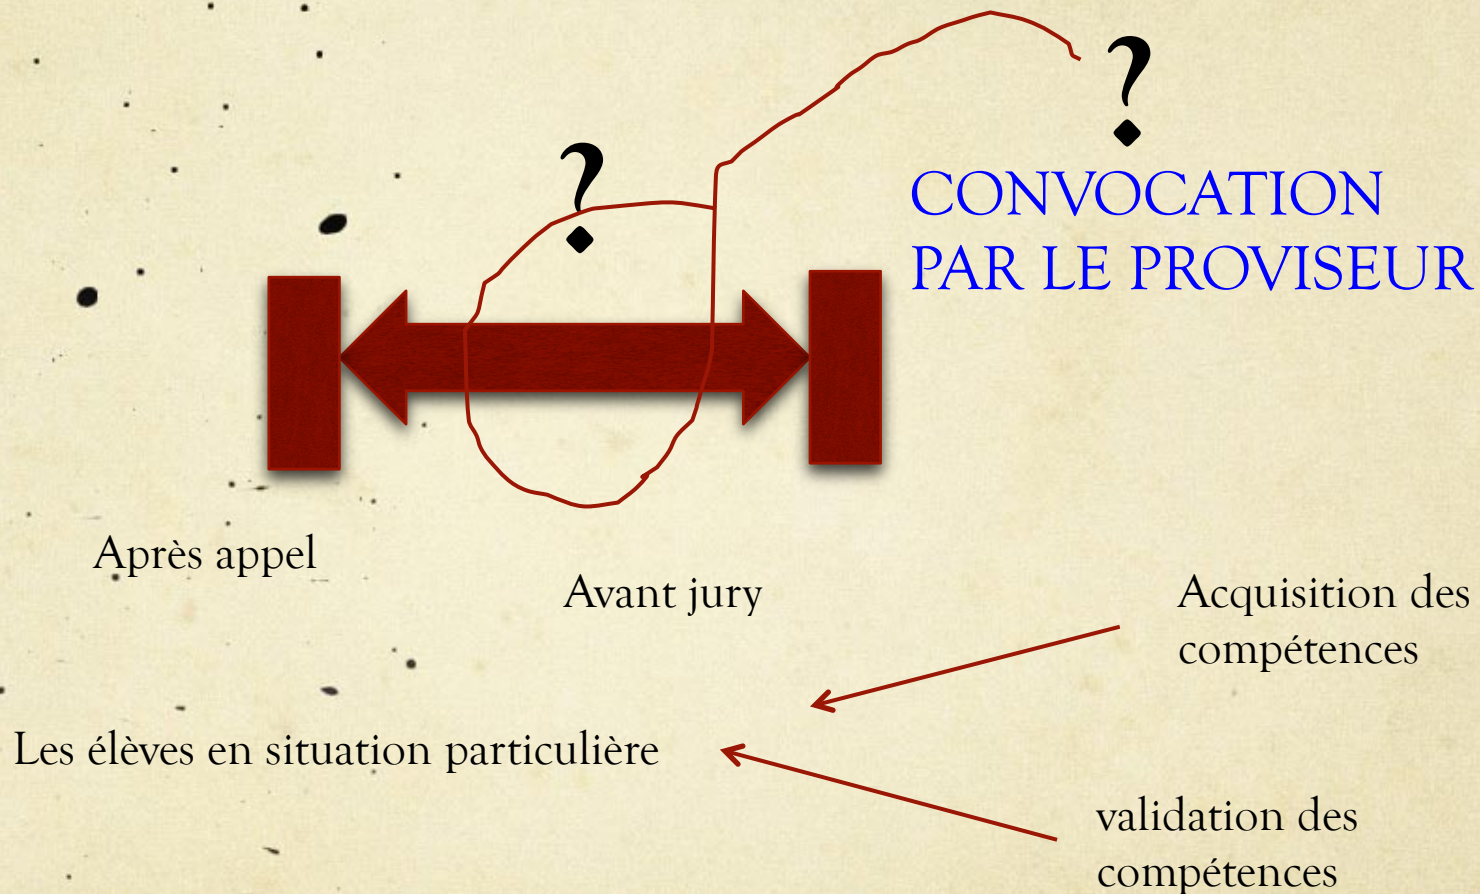 ?
?
CONVOCATION
PAR LE PROVISEUR
Après appel
Avant jury
Acquisition des
compétences
Les élèves en situation particulière
validation des
compétences